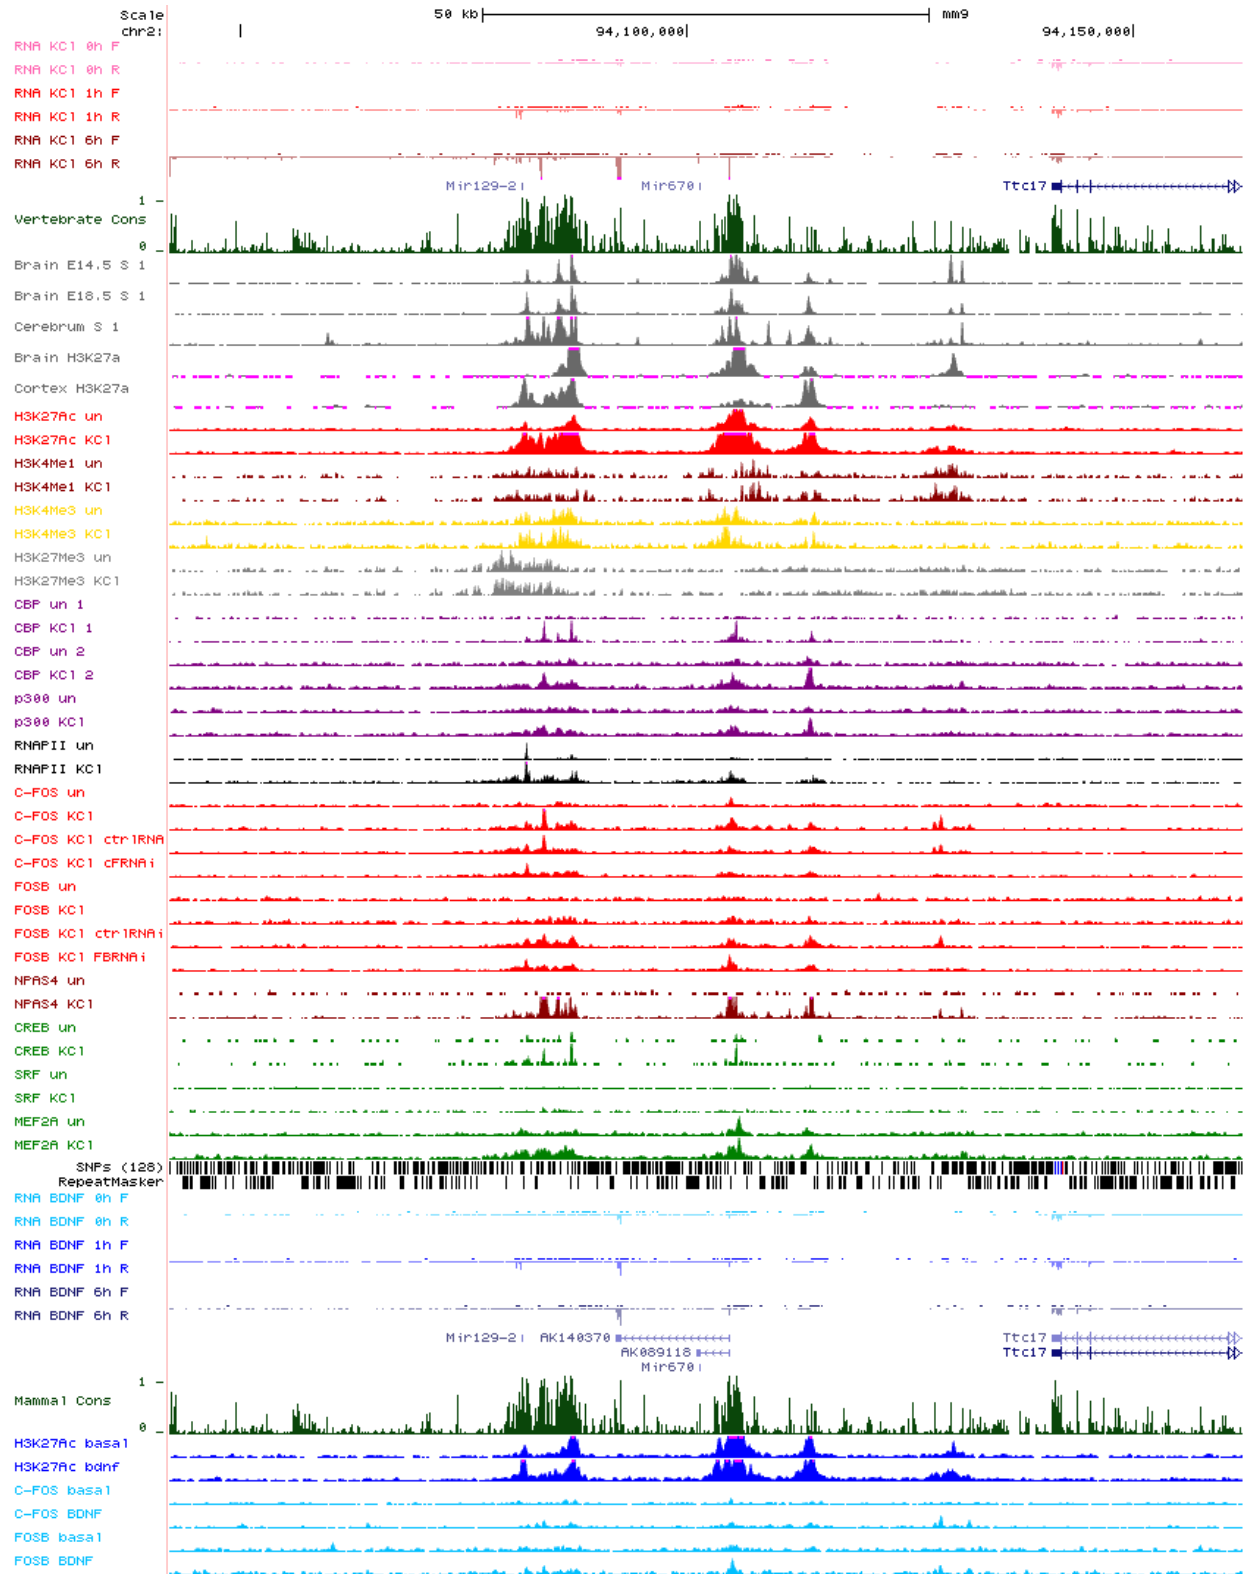 Scale 50 kb mm9
chr2: 94,100,000 94,150,000
RNA KCl 0h F
RNA KCl 0h R
RNA KCl 1h F
RNA KCl 1h R
RNA KCl 6h F
RNA KCl 6h R
Mir129-2 Mir670 Ttc17
1
Vertebrate Cons
0
Brain E14.5 S 1
Brain E18.5 S 1
Cerebrum S 1
Brain H3K27a
Cortex H3K27a
H3K27Ac un
H3K27Ac KCl
H3K4Me1 un
H3K4Me1 KCl
H3K4Me3 un
H3K4Me3 KCl
H3K27Me3 un
H3K27Me3 KCl
CBP un 1
CBP KCl 1
CBP un 2
CBP KCl 2
p300 un
p300 KCl
RNAPII un
RNAPII KCl
C-FOS un
C-FOS KCl
C-FOS KCl ctrlRNA
C-FOS KCl cFRNAi
FOSB un
FOSB KCl
FOSB KCl ctrlRNAi
FOSB KCl FBRNAi
NPAS4 un
NPAS4 KCl
CREB un
CREB KCl
SRF un
SRF KCl
MEF2A un
MEF2A KCl
SNPs (128)
RepeatMasker
RNA BDNF 0h F
RNA BDNF 0h R
RNA BDNF 1h F
RNA BDNF 1h R
RNA BDNF 6h F
RNA BDNF 6h R
Mir129-2 AK140370 Ttc17
AK089118 Ttc17
Mir670
1
Mammal Cons
0
H3K27Ac basal
H3K27Ac bdnf
C-FOS basal
C-FOS BDNF
FOSB basal
FOSB BDNF